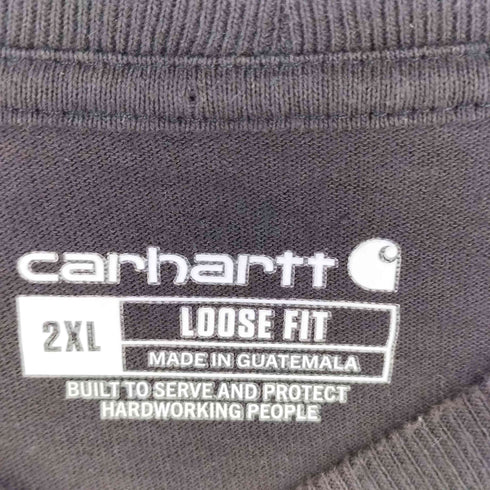 carhartt
2XL
LOOSE FIT
MADE IN GUATEMALA
BUILT TO SERVE AND PROTECT
HARDWORKING PEOPLE